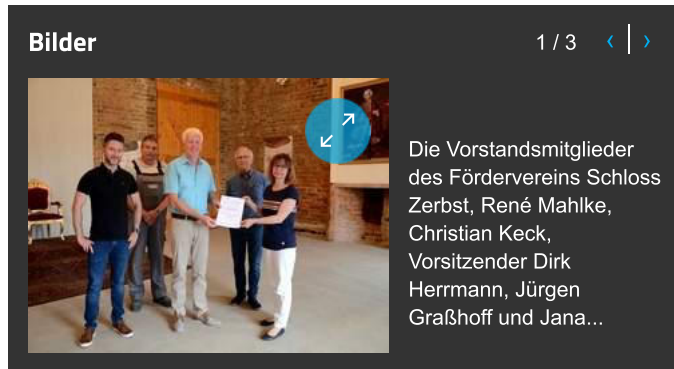 Bilder
1 / 3
Die Vorstandsmitglieder
des Fördervereins Schloss
Zerbst, René Mahlke,
Christian Keck,
Vorsitzender Dirk
Herrmann, Jürgen
Graßhoff und Jana...